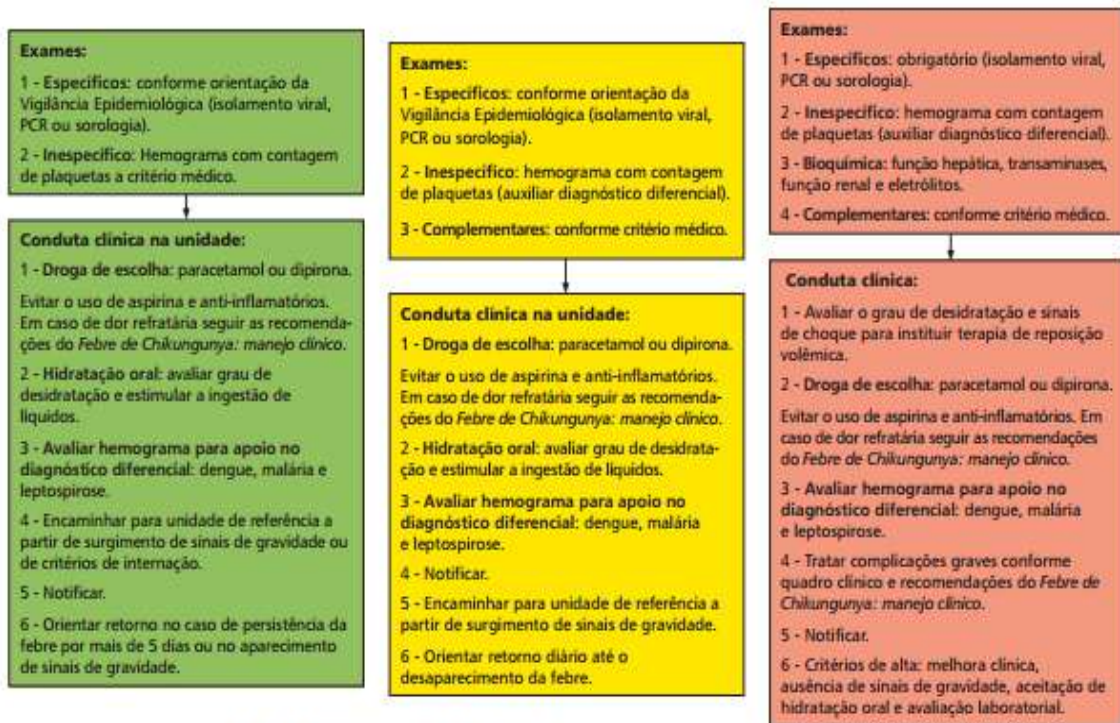 Exames:
1 - Específicos: conforme orientação da
Vigilância Epidemiológica (isolamento viral,
PCR ou sorologia).
2 - Inespecífico: Hemograma com contagem
de plaquetas a critério médico.
Conduta clínica na unidade:
1 - Droga de escolha: paracetamol ou dipirona.
Evitar o uso de aspirina e anti-inflamatórios.
Em caso de dor refratária seguir as recomenda-
ções do Febre de Chikungunya: manejo clínico.
2 - Hidratação oral: avaliar grau de
desidratação e estimular a ingestão de
líquidos.
3 - Avaliar hemograma para apoio no
diagnóstico diferencial: dengue, malária e
leptospirose.
4 - Encaminhar para unidade de referência a
partir de surgimento de sinais de gravidade ou
de critérios de internação.
5 - Notificar.
6 - Orientar retorno no caso de persistência da
febre por mais de 5 dias ou no aparecimento
de sinais de gravidade.
Exames:
1 - Específicos: conforme orientação da
Vigilância Epidemiológica (isolamento viral,
PCR ou sorologia).
2 - Inespecífico: hemograma com contagem
de plaquetas (auxiliar diagnóstico diferencial).
3 - Complementares: conforme critério médico.
Conduta clínica na unidade:
1 - Droga de escolha: paracetamol ou dipirona.
Evitar o uso de aspirina e anti-inflamatórios.
Em caso de dor refratária seguir as recomenda-
ções do Febre de Chikungunya: manejo clínico.
2 - Hidratação oral: avaliar grau de desidrata-
ção e estimular a ingestão de líquidos.
3 - Avaliar hemograma para apoio no
diagnóstico diferencial: dengue, malária
e leptospirose.
4 - Notificar.
5 - Encaminhar para unidade de referência a
partir de surgimento de sinais de gravidade.
6 - Orientar retorno diário até o
desaparecimento da febre.
Exames:
1 - Específicos: obrigatório (isolamento viral,
PCR ou sorologia).
2 - Inespecífico: hemograma com contagem
de plaquetas (auxiliar diagnóstico diferencial).
3 - Bioquímica: função hepática, transaminases,
função renal e eletrólitos.
4 - Complementares: conforme critério médico.
Conduta clínica:
1 - Avaliar o grau de desidratação e sinais
de choque para instituir terapia de reposição
volêmica.
2 - Droga de escolha: paracetamol ou dipirona.
Evitar o uso de aspirina e anti-inflamatórios. Em
caso de dor refratária seguir as recomendações
do Febre de Chikungunya: manejo clínico.
3 - Avaliar hemograma para apoio no
diagnóstico diferencial: dengue, malária
e leptospirose.
4 - Tratar complicações graves conforme
quadro clínico e recomendações do Febre de
Chikungunya: manejo clínico.
5 - Notificar.
6 - Critérios de alta: melhora clínica,
ausência de sinais de gravidade, aceitação de
hidratação oral e avaliação laboratorial.